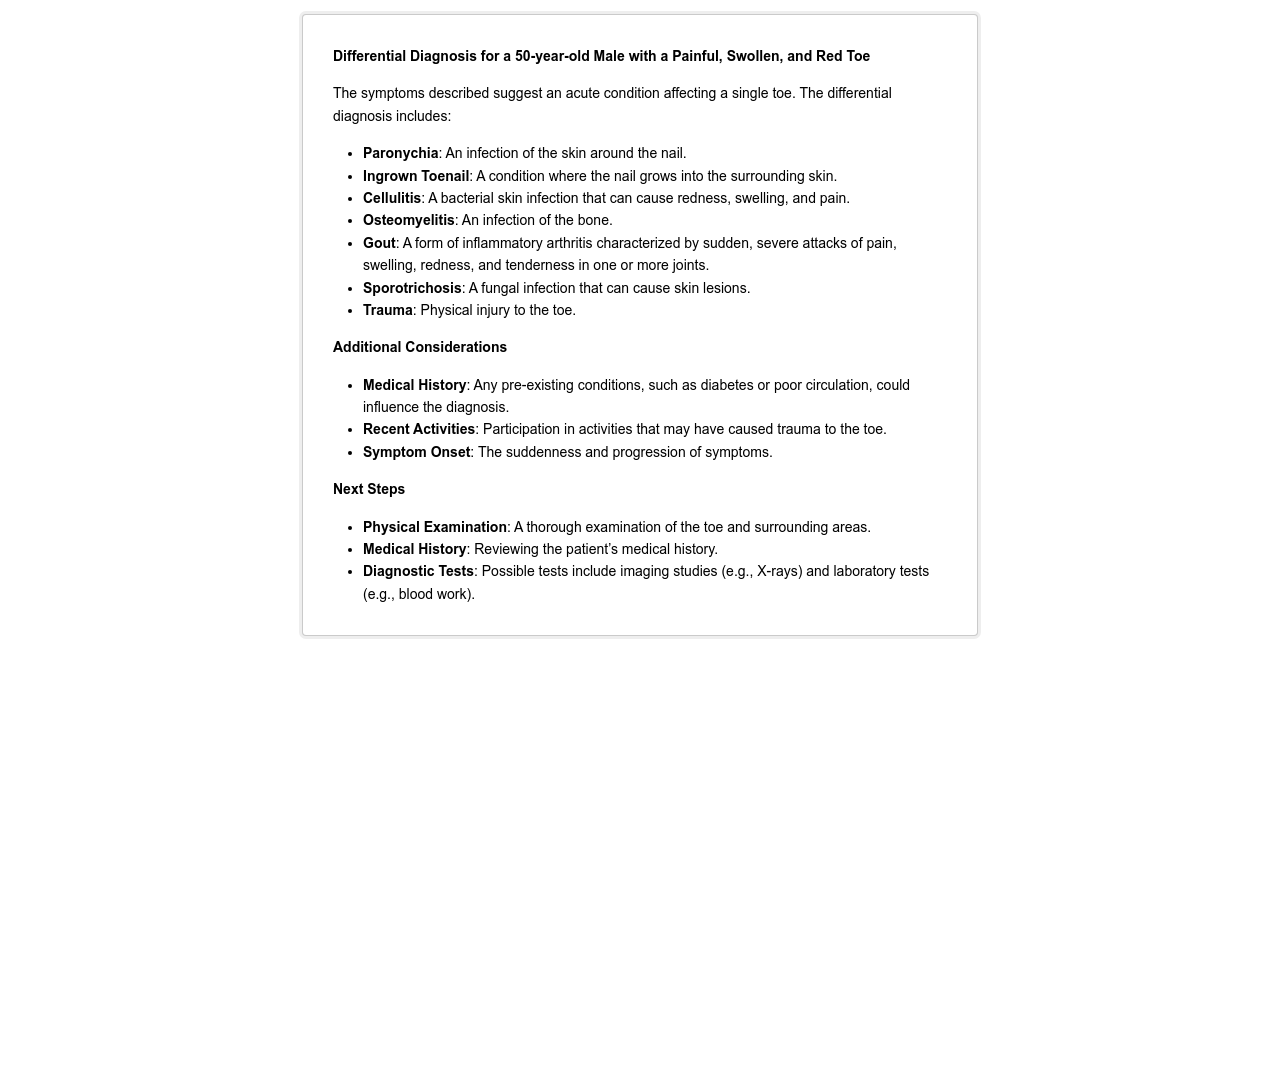 Differential Diagnosis for a 50-year-old Male with a Painful, Swollen, and Red Toe
The symptoms described suggest an acute condition affecting a single toe. The differential
diagnosis includes:
• Paronychia: An infection of the skin around the nail.
• Ingrown Toenail: A condition where the nail grows into the surrounding skin.
• Cellulitis: A bacterial skin infection that can cause redness, swelling, and pain.
• Osteomyelitis: An infection of the bone.
• Gout: A form of inflammatory arthritis characterized by sudden, severe attacks of pain,
swelling, redness, and tenderness in one or more joints.
• Sporotrichosis: A fungal infection that can cause skin lesions.
• Trauma: Physical injury to the toe.
Additional Considerations
• Medical History: Any pre-existing conditions, such as diabetes or poor circulation, could
influence the diagnosis.
• Recent Activities: Participation in activities that may have caused trauma to the toe.
• Symptom Onset: The suddenness and progression of symptoms.
Next Steps
• Physical Examination: A thorough examination of the toe and surrounding areas.
• Medical History: Reviewing the patient’s medical history.
• Diagnostic Tests: Possible tests include imaging studies (e.g., X-rays) and laboratory tests
(e.g., blood work).